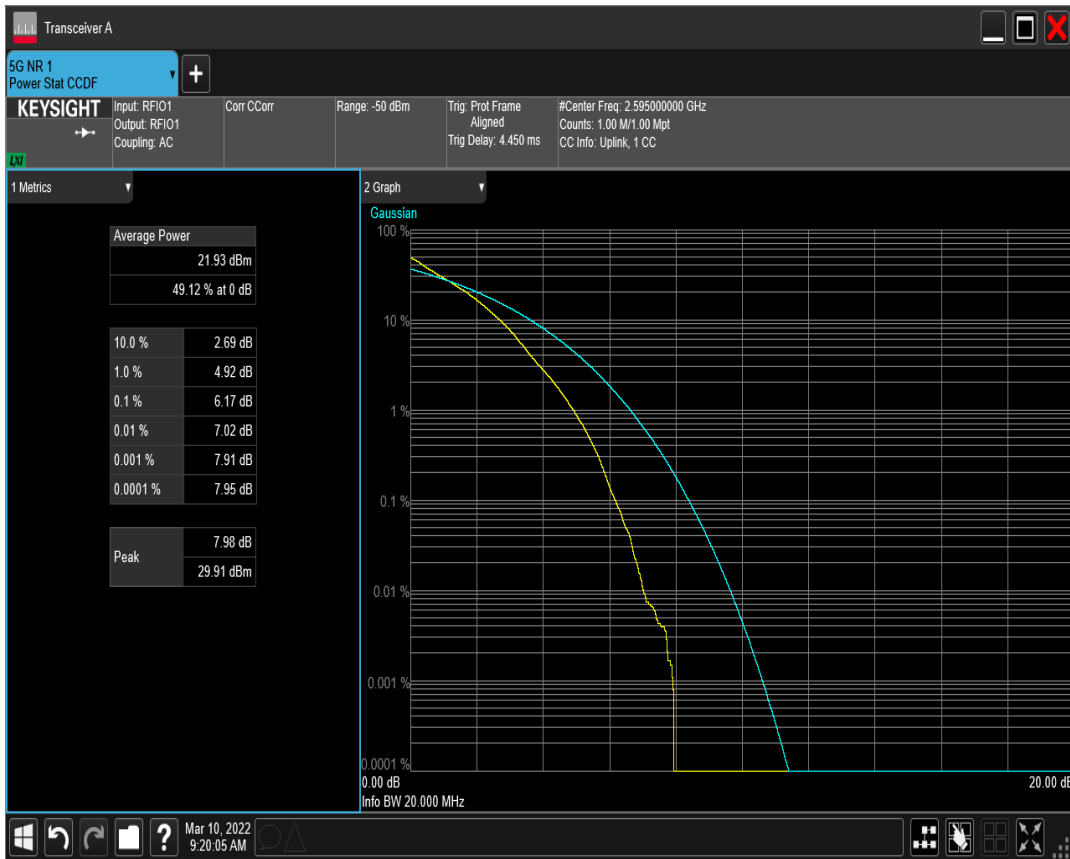 Transceiver A
5G NR 1
Power Stat CCDF
+
KEYSIGHT
LXI
Input: RFIO1
Output: RFIO1
Coupling: AC
Corr CCorr
Range: -50 dBm
Trig: Prot Frame
Aligned
Trig Delay: 4.450 ms
#Center Freq: 2.595000000 GHz
Counts: 1.00 M/1.00 Mpt
CC Info: Uplink, 1 CC
1 Metrics
Average Power
21.93 dBm
49.12 % at 0 dB
10.0 % 2.69 dB
1.0 % 4.92 dB
0.1 % 6.17 dB
0.01 % 7.02 dB
0.001 % 7.91 dB
0.0001 % 7.95 dB
Peak 7.98 dB
29.91 dBm
2 Graph
Gaussian
100 %
10 %
1 %
0.1 %
0.01 %
0.001 %
0.0001 %
0.00 dB 20.00 dB
Info BW 20.000 MHz
? Mar 10, 2022
9:20:05 AM